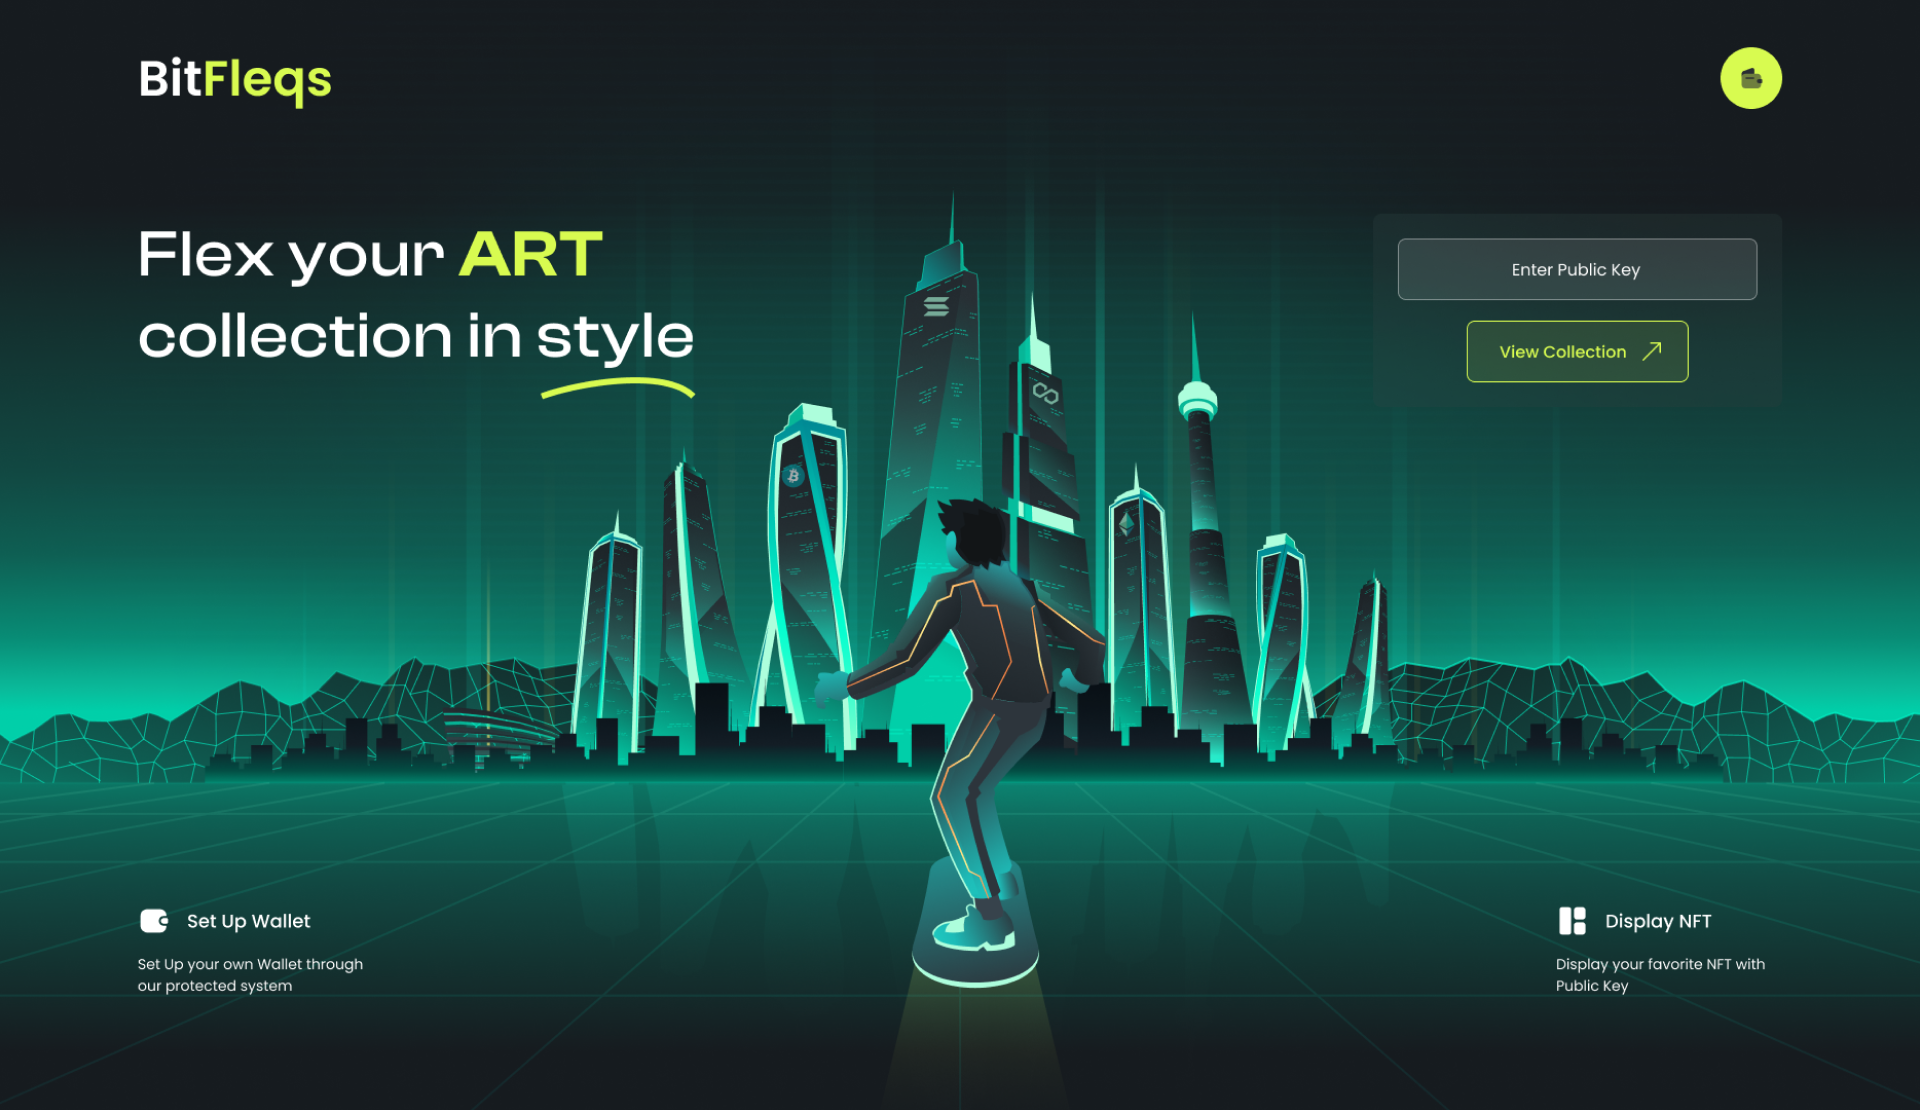 BitFleqs
Flex your ART
collection in style
Enter Public Key
View Collection
Set Up Wallet
Set Up your own Wallet through
our protected system
Display NFT
Display your favorite NFT with
Public Key